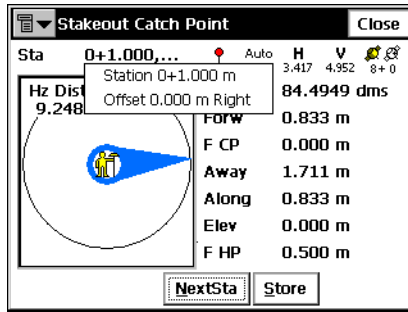 Stakeout Catch Point Close
Sta 0+1.000,... Auto H V
3.417 4.952 8+0
Station 0+1.000 m
Offset 0.000 m Right
Hz Dist 84.4949 dms
9.248
Forw 0.833 m
F CP 0.000 m
Away 1.711 m
Along 0.833 m
Elev 0.000 m
F HP 0.500 m
NextSta Store